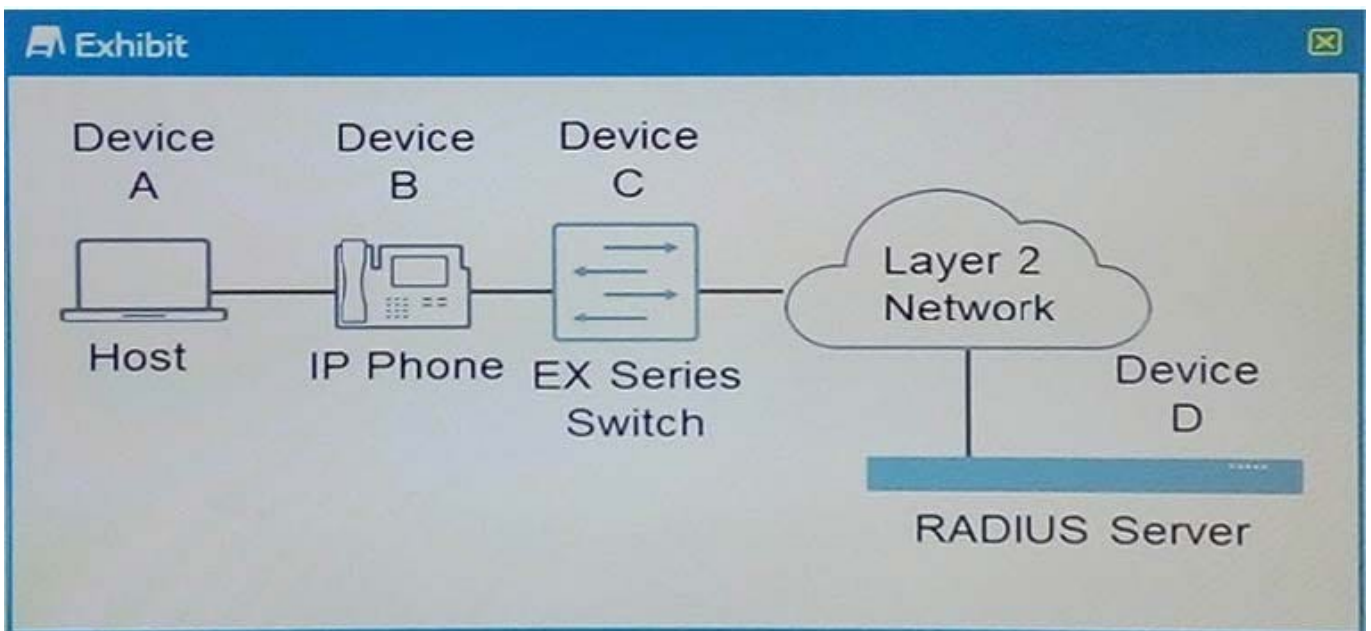 Exhibit
Device
A
Device
B
Device
C
Host
IP Phone
EX Series
Switch
Layer 2
Network
Device
D
RADIUS Server